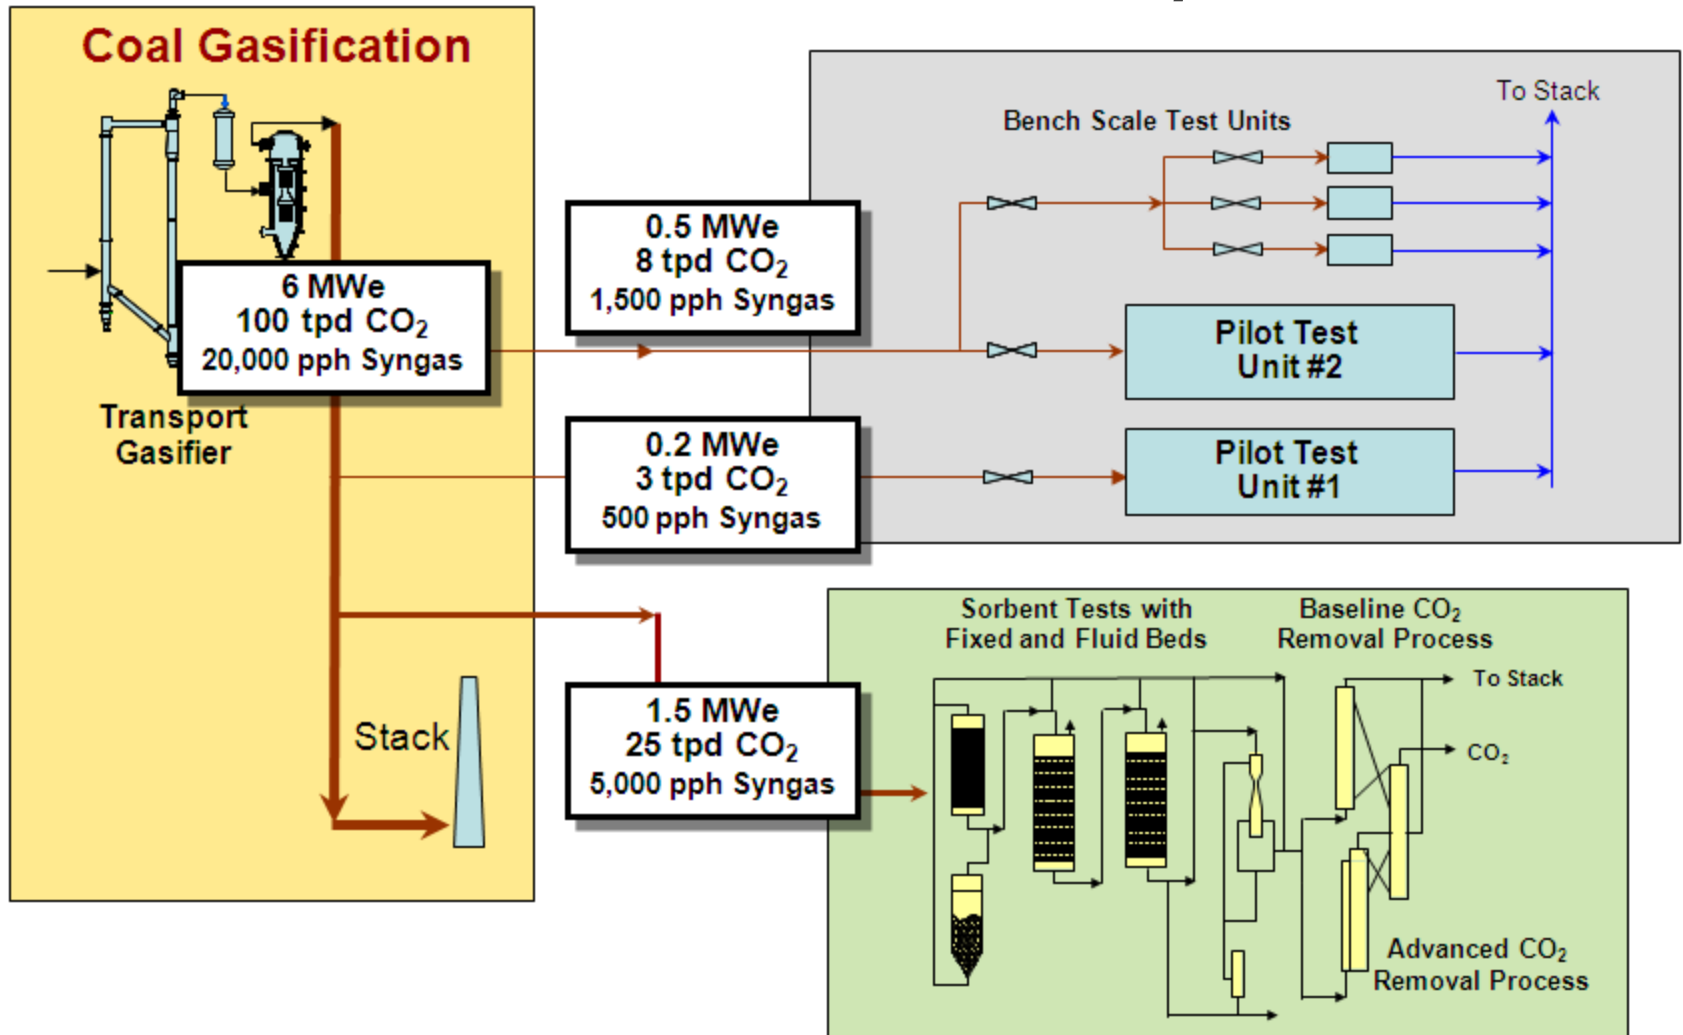 Coal Gasification
6 MWe
100 tpd CO₂
20,000 pph Syngas
Transport
Gasifier
Stack
0.5 MWe
8 tpd CO₂
1,500 pph Syngas
0.2 MWe
3 tpd CO₂
500 pph Syngas
1.5 MWe
25 tpd CO₂
5,000 pph Syngas
To Stack
Bench Scale Test Units
Pilot Test
Unit #2
Pilot Test
Unit #1
Sorbent Tests with
Fixed and Fluid Beds
Baseline CO₂
Removal Process
To Stack
CO₂
Advanced CO₂
Removal Process